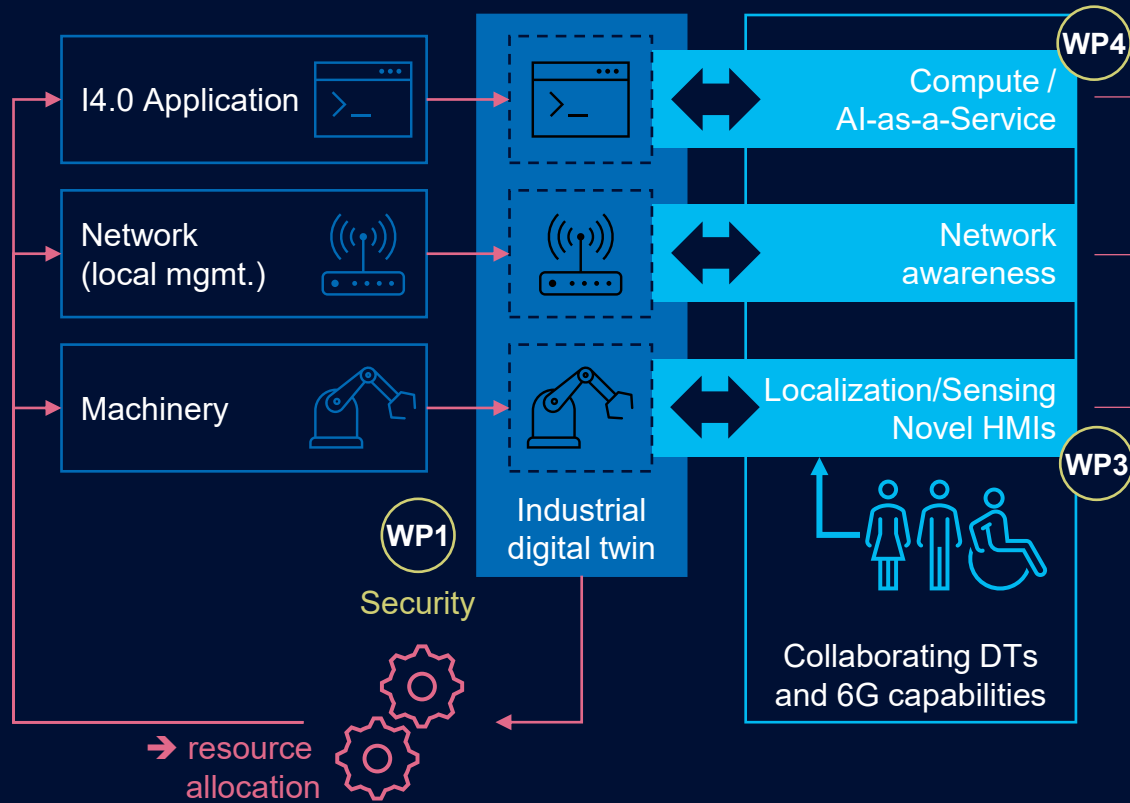 WP4
I4.0 Application
>_
>_
Compute /
AI-as-a-Service
Network
(local mgmt.)
Network
awareness
Machinery
Localization/Sensing
Novel HMIs
WP3
WP1
Security
Industrial
digital twin
Collaborating DTs
and 6G capabilities
➔ resource
allocation